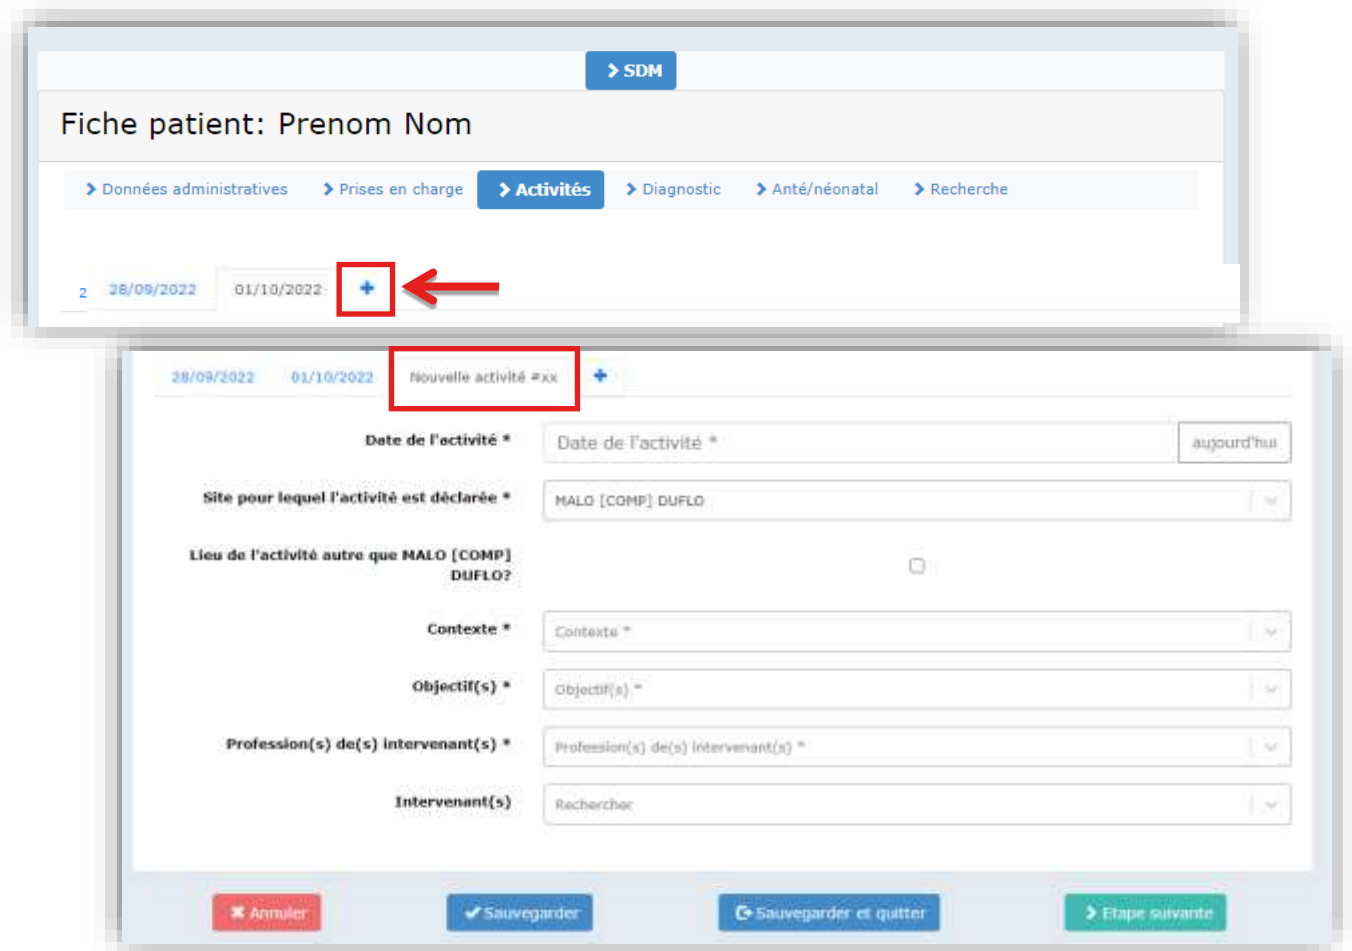 SDM
Fiche patient: Prenom Nom
Données administratives Prises en charge Activités Diagnostic Anté/néonatal Recherche
2 28/09/2022 01/10/2022 +
28/09/2022 01/10/2022 Nouvelle activité #xx +
Date de l'activité * Date de l'activité * aujourd'hui
Site pour lequel l'activité est déclarée * MALO [COMP] DUFLO
Lieu de l'activité autre que MALO [COMP]
DUFLO?
Contexte * Contexte *
Objectif(s) * Objectif(s) *
Profession(s) de(s) intervenant(s) * Profession(s) de(s) intervenant(s) *
Intervenant(s) Rechercher
Annuler Sauvegarder Sauvegarder et quitter Etape suivante